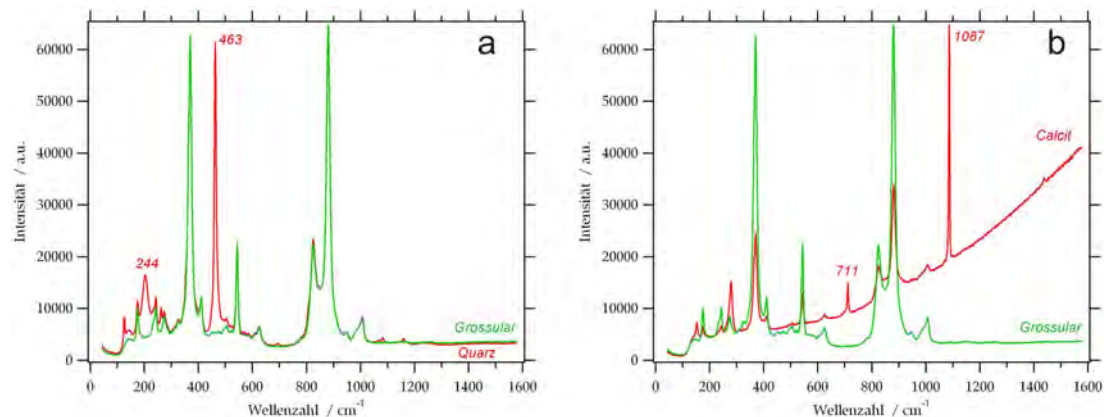 a
463
244
Grossular
Quarz
60000
50000
40000
30000
20000
10000
0
Intensität / a.u.
0 200 400 600 800 1000 1200 1400 1600
Wellenzahl / cm⁻¹
b
1087
Calcit
711
Grossular
60000
50000
40000
30000
20000
10000
0
Intensität / a.u.
0 200 400 600 800 1000 1200 1400 1600
Wellenzahl / cm⁻¹